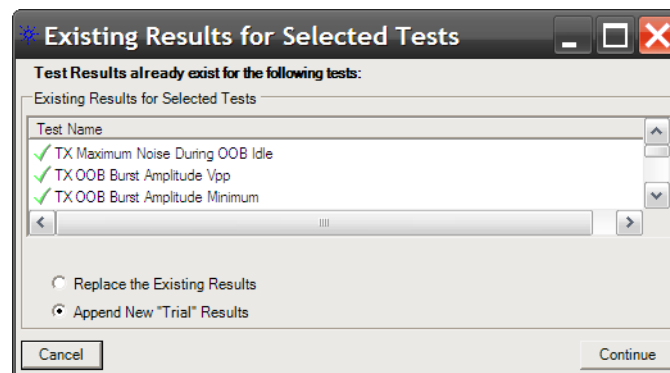 Existing Results for Selected Tests
Test Results already exist for the following tests:
Existing Results for Selected Tests
Test Name
TX Maximum Noise During OOB Idle
TX OOB Burst Amplitude Vpp
TX OOB Burst Amplitude Minimum
Replace the Existing Results
Append New "Trial" Results
Cancel
Continue